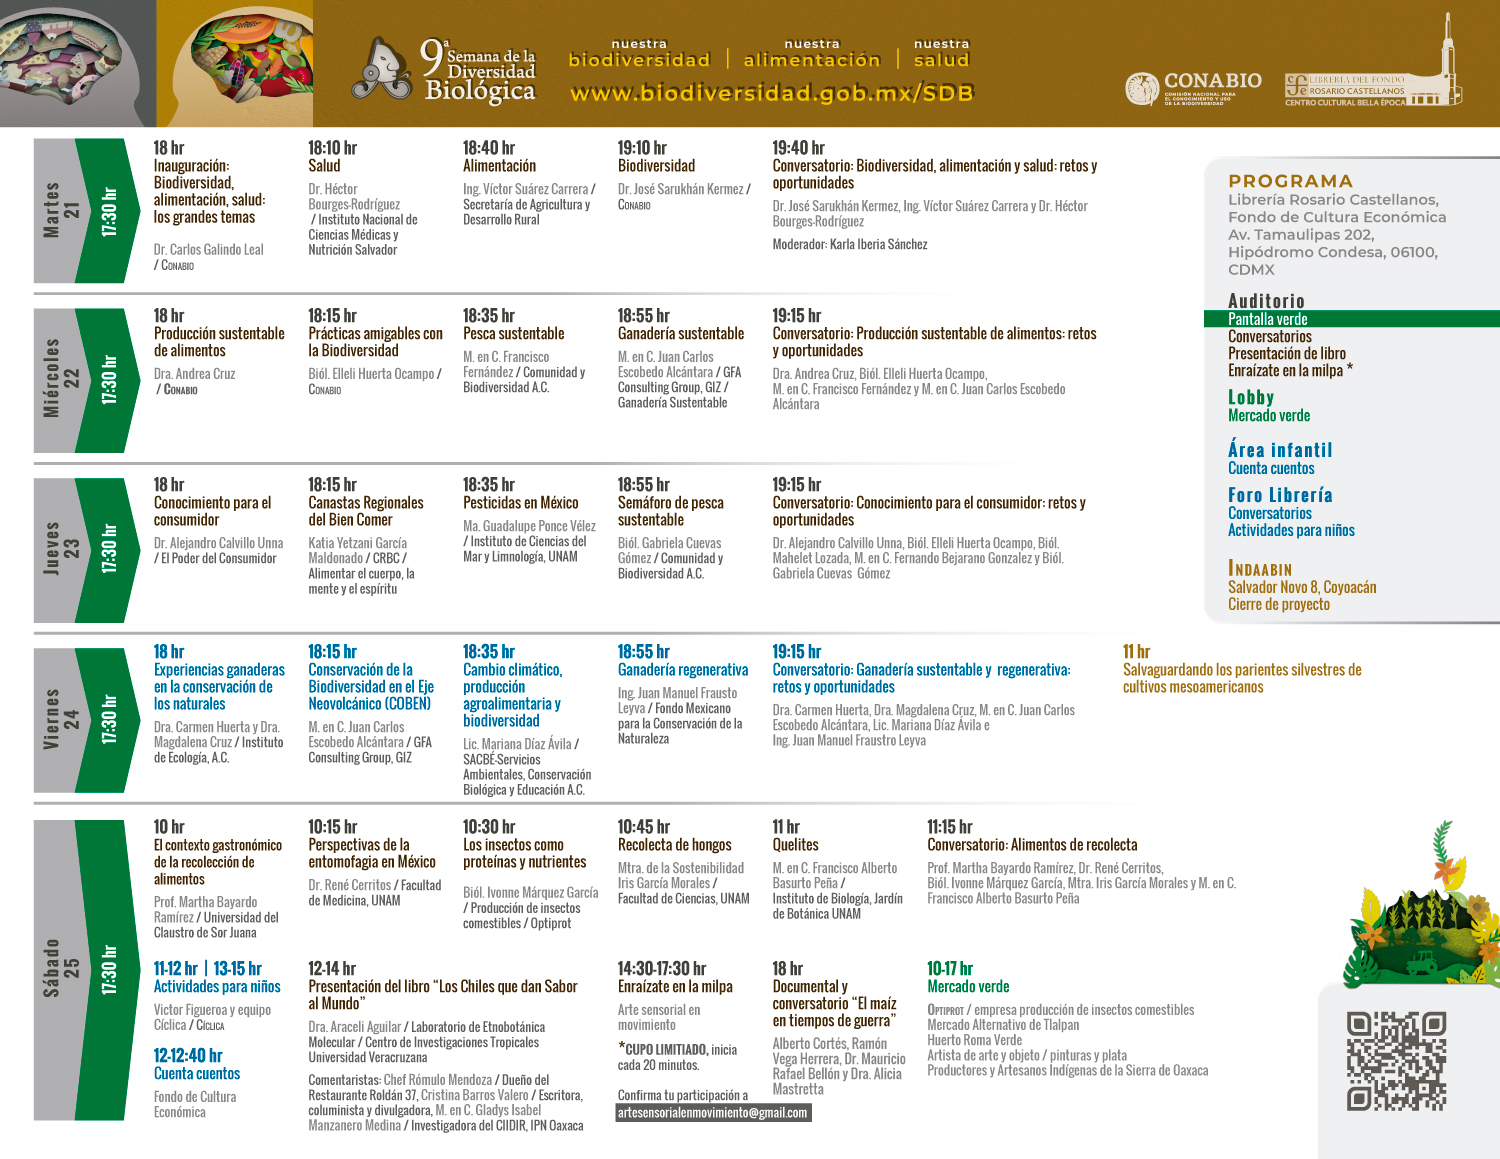 9ª Semana de la
Diversidad
Biológica
nuestra
biodiversidad
nuestra
alimentación
nuestra
salud
www.biodiversidad.gob.mx/SDB
CONABIO
COMISIÓN NACIONAL PARA
EL CONOCIMIENTO Y USO
DE LA BIODIVERSIDAD
LIBRERÍA DEL FONDO
ROSARIO CASTELLANOS
CENTRO CULTURAL BELLA ÉPOCA
Martes
21
17:30 hr
18 hr
Inauguración:
Biodiversidad,
alimentación, salud:
los grandes temas
Dr. Carlos Galindo Leal
/ CONABIO
18:10 hr
Salud
Dr. Héctor
Bourges-Rodríguez
/ Instituto Nacional de
Ciencias Médicas y
Nutrición Salvador
18:40 hr
Alimentación
Ing. Víctor Suárez Carrera /
Secretaría de Agricultura y
Desarrollo Rural
19:10 hr
Biodiversidad
Dr. José Sarukhán Kermez /
CONABIO
19:40 hr
Conversatorio: Biodiversidad, alimentación y salud: retos y
oportunidades
Dr. José Sarukhán Kermez, Ing. Víctor Suárez Carrera y Dr. Héctor
Bourges-Rodríguez
Moderador: Karla Iberia Sánchez
PROGRAMA
Librería Rosario Castellanos,
Fondo de Cultura Económica
Av. Tamaulipas 202,
Hipódromo Condesa, 06100,
CDMX
Auditorio
Pantalla verde
Conversatorios
Presentación de libro
Enraízate en la milpa *
Lobby
Mercado verde
Área infantil
Cuenta cuentos
Foro Librería
Conversatorios
Actividades para niños
INDAABIN
Salvador Novo 8, Coyoacán
Cierre de proyecto
Miércoles
22
17:30 hr
18 hr
Producción sustentable
de alimentos
Dra. Andrea Cruz
/ CONABIO
18:15 hr
Prácticas amigables con
la Biodiversidad
Biól. Elleli Huerta Ocampo /
CONABIO
18:35 hr
Pesca sustentable
M. en C. Francisco
Fernández / Comunidad y
Biodiversidad A.C.
18:55 hr
Ganadería sustentable
M. en C. Juan Carlos
Escobedo Alcántara / GFA
Consulting Group, GIZ /
Ganadería Sustentable
19:15 hr
Conversatorio: Producción sustentable de alimentos: retos
y oportunidades
Dra. Andrea Cruz, Biól. Elleli Huerta Ocampo,
M. en C. Francisco Fernández y M. en C. Juan Carlos Escobedo
Alcántara
Jueves
23
17:30 hr
18 hr
Conocimiento para el
consumidor
Dr. Alejandro Calvillo Unna
/ El Poder del Consumidor
18:15 hr
Canastas Regionales
del Bien Comer
Katia Yetzani García
Maldonado / CRBC /
Alimentar el cuerpo, la
mente y el espíritu
18:35 hr
Pesticidas en México
Ma. Guadalupe Ponce Vélez
/ Instituto de Ciencias del
Mar y Limnología, UNAM
18:55 hr
Semáforo de pesca
sustentable
Biól. Gabriela Cuevas
Gómez / Comunidad y
Biodiversidad A.C.
19:15 hr
Conversatorio: Conocimiento para el consumidor: retos y
oportunidades
Dr. Alejandro Calvillo Unna, Biól. Elleli Huerta Ocampo, Biól.
Mahelet Lozada, M. en C. Fernando Bejarano Gonzalez y Biól.
Gabriela Cuevas Gómez
Viernes
24
17:30 hr
18 hr
Experiencias ganaderas
en la conservación de
los naturales
Dra. Carmen Huerta y Dra.
Magdalena Cruz / Instituto
de Ecología, A.C.
18:15 hr
Conservación de la
Biodiversidad en el Eje
Neovolcánico (COBEN)
M. en C. Juan Carlos
Escobedo Alcántara / GFA
Consulting Group, GIZ
18:35 hr
Cambio climático,
producción
agroalimentaria y
biodiversidad
Lic. Mariana Díaz Ávila /
SACBÉ-Servicios
Ambientales, Conservación
Biológica y Educación A.C.
18:55 hr
Ganadería regenerativa
Ing. Juan Manuel Frausto
Leyva / Fondo Mexicano
para la Conservación de la
Naturaleza
19:15 hr
Conversatorio: Ganadería sustentable y regenerativa:
retos y oportunidades
Dra. Carmen Huerta, Dra. Magdalena Cruz, M. en C. Juan Carlos
Escobedo Alcántara, Lic. Mariana Díaz Ávila e
Ing. Juan Manuel Fraustro Leyva
11 hr
Salvaguardando los parientes silvestres de
cultivos mesoamericanos
Sábado
25
17:30 hr
10 hr
El contexto gastronómico
de la recolección de
alimentos
Prof. Martha Bayardo
Ramírez / Universidad del
Claustro de Sor Juana
10:15 hr
Perspectivas de la
entomofagia en México
Dr. René Cerritos / Facultad
de Medicina, UNAM
10:30 hr
Los insectos como
proteínas y nutrientes
Biól. Ivonne Márquez García
/ Producción de insectos
comestibles / Optiprot
10:45 hr
Recolecta de hongos
Mtra. de la Sostenibilidad
Iris García Morales /
Facultad de Ciencias, UNAM
11 hr
Quelites
M. en C. Francisco Alberto
Basurto Peña /
Instituto de Biología, Jardín
de Botánica UNAM
11:15 hr
Conversatorio: Alimentos de recolecta
Prof. Martha Bayardo Ramírez, Dr. René Cerritos,
Biól. Ivonne Márquez García, Mtra. Iris García Morales y M. en C.
Francisco Alberto Basurto Peña
11-12 hr | 13-15 hr
Actividades para niños
Victor Figueroa y equipo
Cíclica / CÍCLICA
12-12:40 hr
Cuenta cuentos
Fondo de Cultura
Económica
12-14 hr
Presentación del libro “Los Chiles que dan Sabor
al Mundo”
Dra. Araceli Aguilar / Laboratorio de Etnobotánica
Molecular / Centro de Investigaciones Tropicales
Universidad Veracruzana
Comentaristas: Chef Rómulo Mendoza / Dueño del
Restaurante Roldán 37, Cristina Barros Valero / Escritora,
columinista y divulgadora, M. en C. Gladys Isabel
Manzanero Medina / Investigadora del CIIDIR, IPN Oaxaca
14:30-17:30 hr
Enraízate en la milpa
Arte sensorial en
movimiento
*CUPO LIMITIADO, inicia
cada 20 minutos.
Confirma tu participación a
artesensorialenmovimiento@gmail.com
18 hr
Documental y
conversatorio “El maíz
en tiempos de guerra”
Alberto Cortés, Ramón
Vega Herrera, Dr. Mauricio
Rafael Bellón y Dra. Alicia
Mastretta
10-17 hr
Mercado verde
OPTIPROT / empresa producción de insectos comestibles
Mercado Alternativo de Tlalpan
Huerto Roma Verde
Artista de arte y objeto / pinturas y plata
Productores y Artesanos Indígenas de la Sierra de Oaxaca